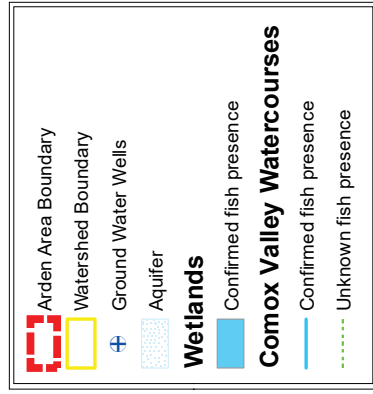 Arden Area Boundary
Watershed Boundary
Ground Water Wells
Aquifer
Wetlands
Confirmed fish presence
Comox Valley Watercourses
Confirmed fish presence
Unknown fish presence